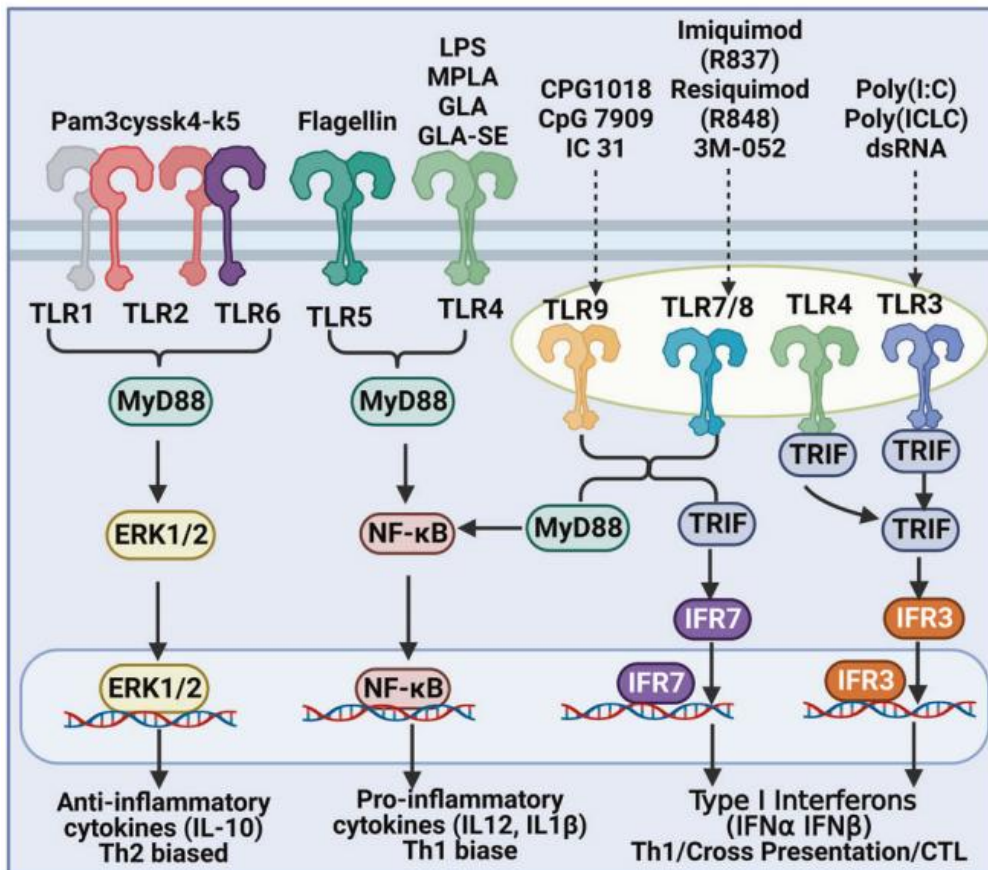 Pam3cyssk4-k5
Flagellin
LPS
MPLA
GLA
GLA-SE
CPG1018
CpG 7909
IC 31
Imiquimod
(R837)
Resiquimod
(R848)
3M-052
Poly(I:C)
Poly(ICLC)
dsRNA
TLR1
TLR2
TLR6
TLR5
TLR4
TLR9
TLR7/8
TLR4
TLR3
MyD88
MyD88
TRIF
TRIF
ERK1/2
NF-κB
MyD88
TRIF
TRIF
IFR7
IFR3
ERK1/2
NF-κB
IFR7
IFR3
Anti-inflammatory
cytokines (IL-10)
Th2 biased
Pro-inflammatory
cytokines (IL12, IL1β)
Th1 biase
Type I Interferons
(IFNα IFNβ)
Th1/Cross Presentation/CTL